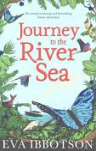 Journey
to the
River
Sea
EVA IBBOTSON